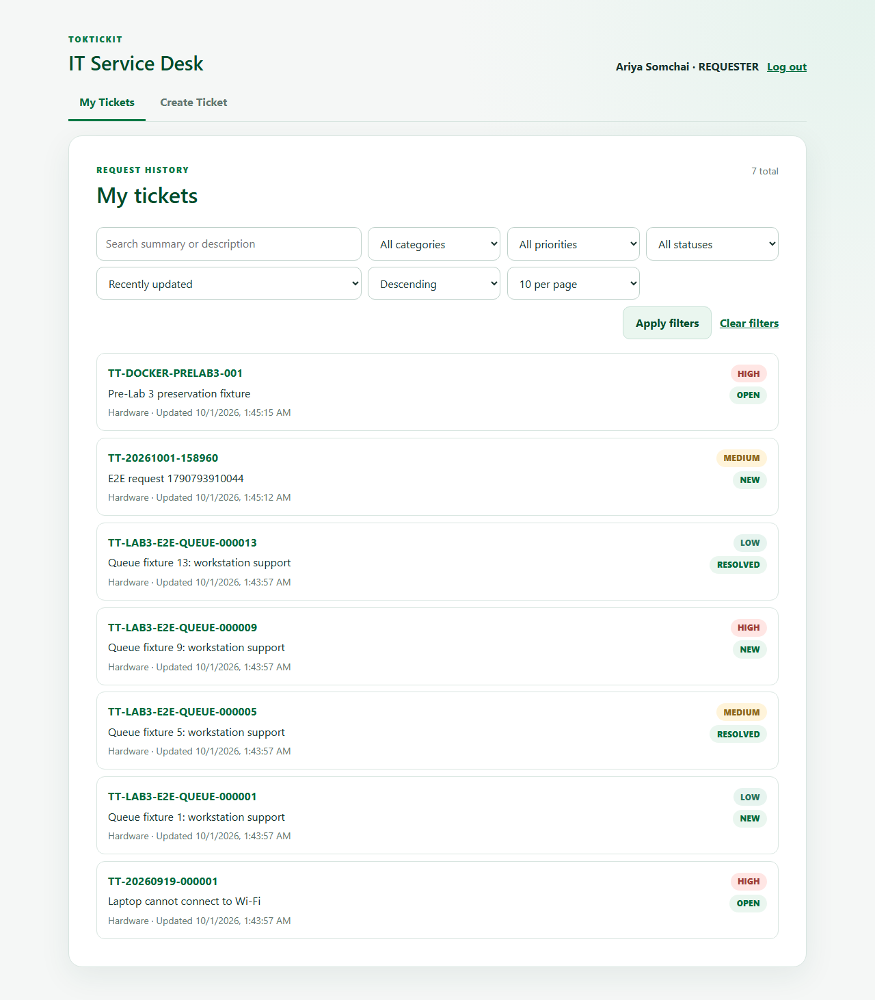 TOKTICKIT
IT Service Desk
Ariya Somchai · REQUESTER Log out
My Tickets Create Ticket
REQUEST HISTORY
7 total
My tickets
Search summary or description All categories All priorities All statuses
Recently updated Descending 10 per page
Apply filters Clear filters
TT-DOCKER-PRELAB3-001
HIGH
Pre-Lab 3 preservation fixture
OPEN
Hardware · Updated 10/1/2026, 1:45:15 AM
TT-20261001-158960
MEDIUM
E2E request 1790793910044
NEW
Hardware · Updated 10/1/2026, 1:45:12 AM
TT-LAB3-E2E-QUEUE-000013
LOW
Queue fixture 13: workstation support
RESOLVED
Hardware · Updated 10/1/2026, 1:43:57 AM
TT-LAB3-E2E-QUEUE-000009
HIGH
Queue fixture 9: workstation support
NEW
Hardware · Updated 10/1/2026, 1:43:57 AM
TT-LAB3-E2E-QUEUE-000005
MEDIUM
Queue fixture 5: workstation support
RESOLVED
Hardware · Updated 10/1/2026, 1:43:57 AM
TT-LAB3-E2E-QUEUE-000001
LOW
Queue fixture 1: workstation support
NEW
Hardware · Updated 10/1/2026, 1:43:57 AM
TT-20260919-000001
HIGH
Laptop cannot connect to Wi-Fi
OPEN
Hardware · Updated 10/1/2026, 1:43:57 AM